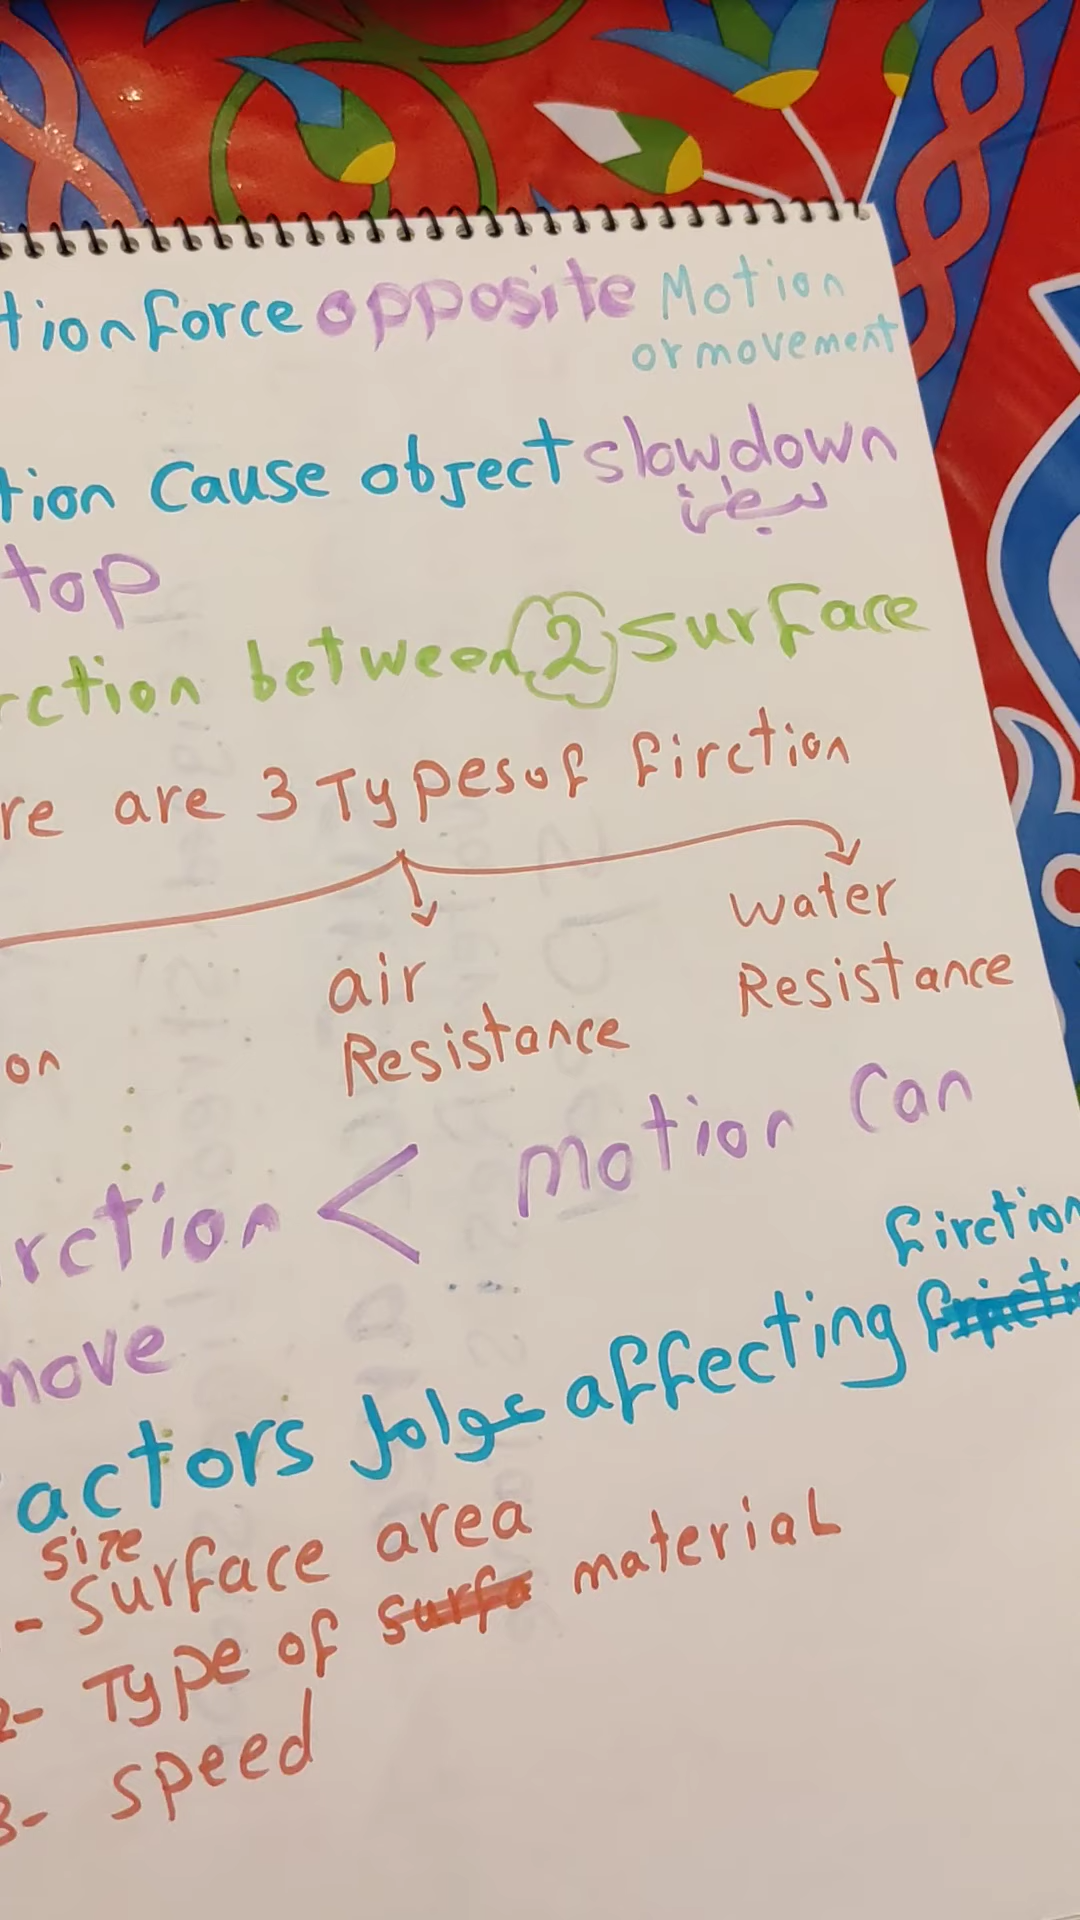 tion force opposite Motion
or movement
tion cause object slowdown
يبطئ
top
rction between 2 surface
re are 3 Types of firction
air
Resistance
water
Resistance
on
rction < motion can
move
firction
actors عوامل affecting
size
- surface area
2- Type of material
3- speed